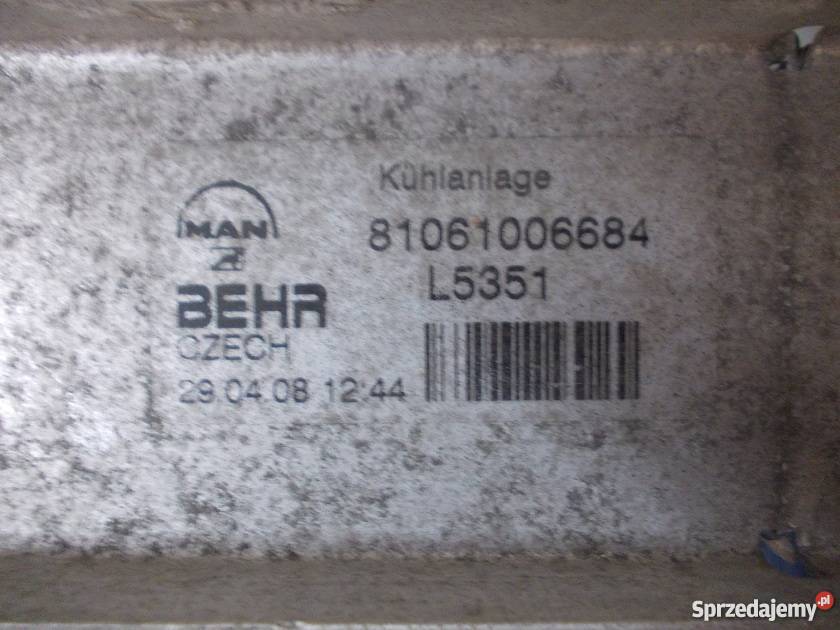 Kühlanlage
MAN
81061006684
L5351
BEHR
CZECH
29.04.08 12:44
Sprzedajemy.pl